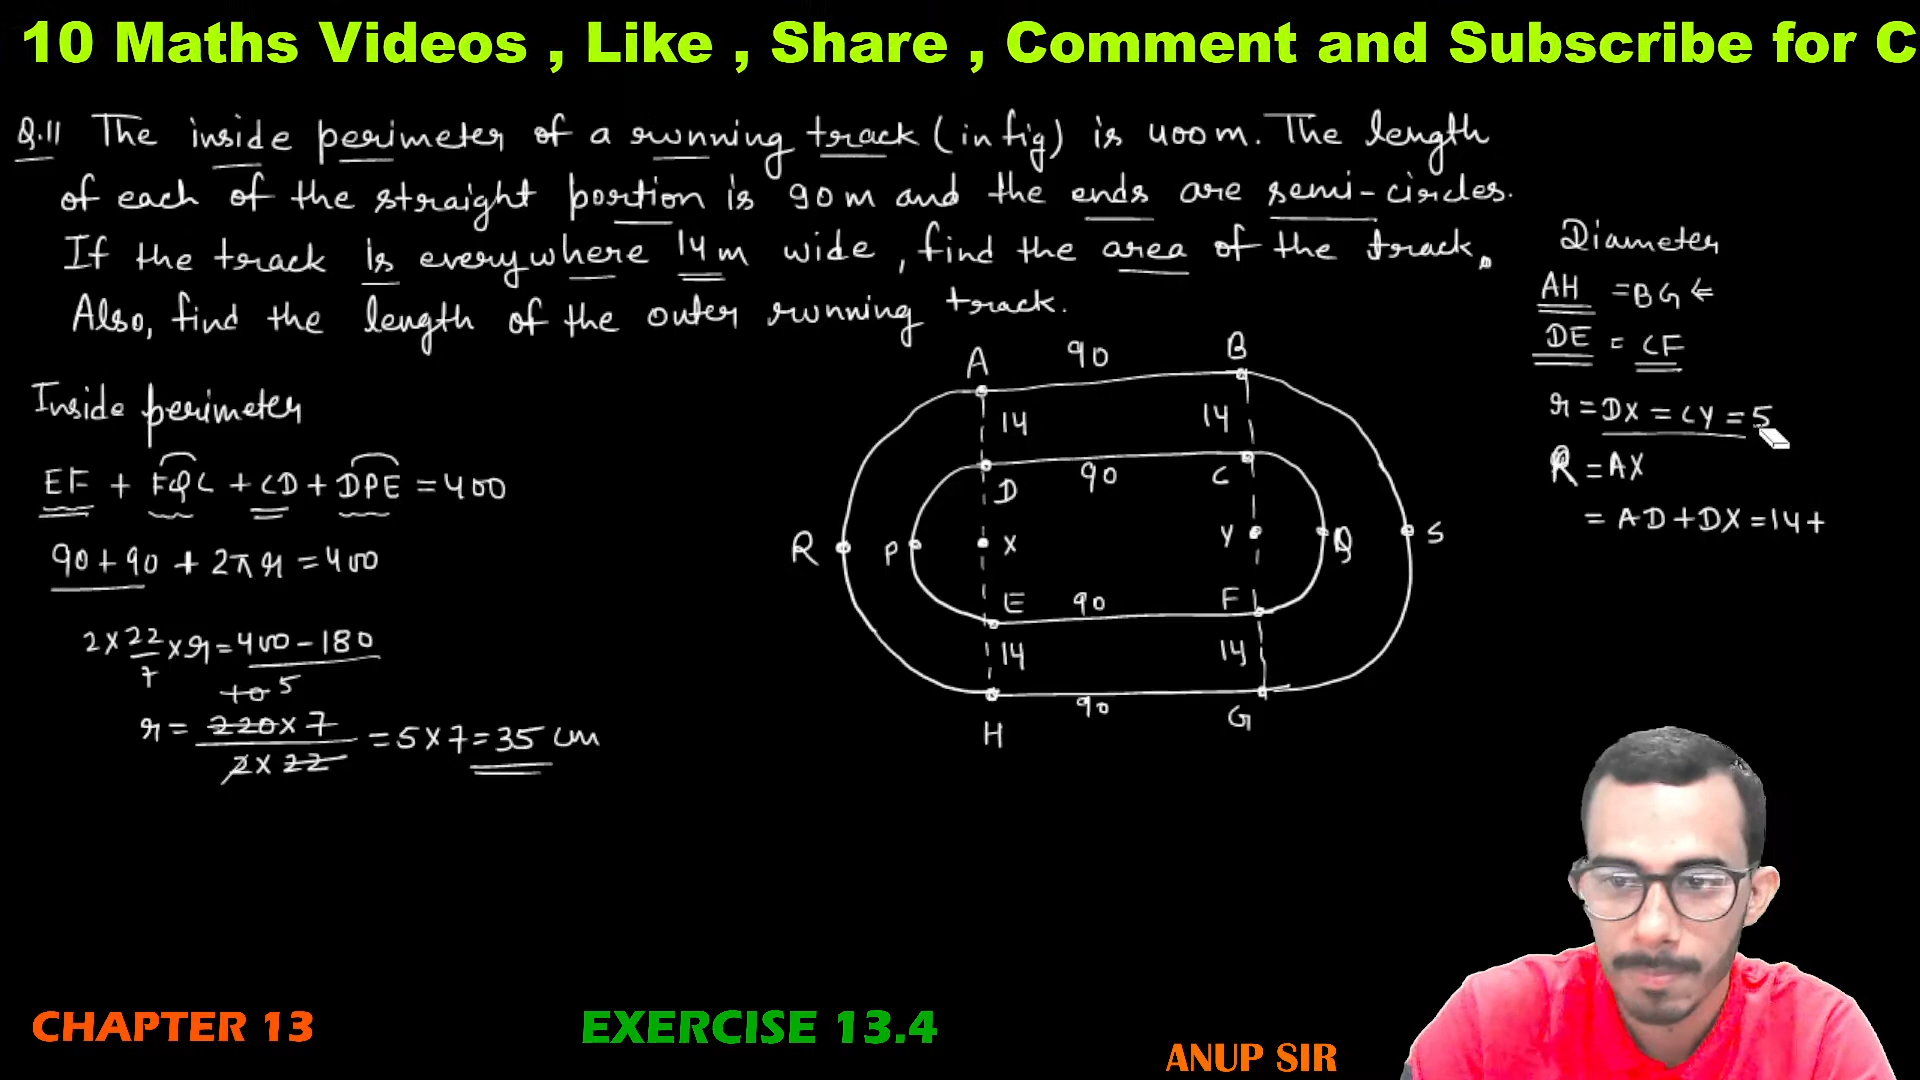 10 Maths Videos , Like , Share , Comment and Subscribe for C
Q.11 The inside perimeter of a running track (in fig) is 400m. The length
of each of the straight portion is 90m and the ends are semi-circles.
If the track is everywhere 14m wide, find the area of the track.
Also, find the length of the outer running track.
Inside perimeter
EF + FQC + CD + DPE = 400
90+90 + 2πr = 400
2 × 22/7 × r = 400 - 180
10 5
r = 220 × 7 / 2 × 22 = 5 × 7 = 35 cm
A 90 B
14 14
90
D C
R P X Y Q S
E 90 F
14 14
90
H G
Diameter
AH = BG ⇐
DE = CF
r = DX = CY = 5
R = AX
= AD + DX = 14 +
CHAPTER 13
EXERCISE 13.4
ANUP SIR